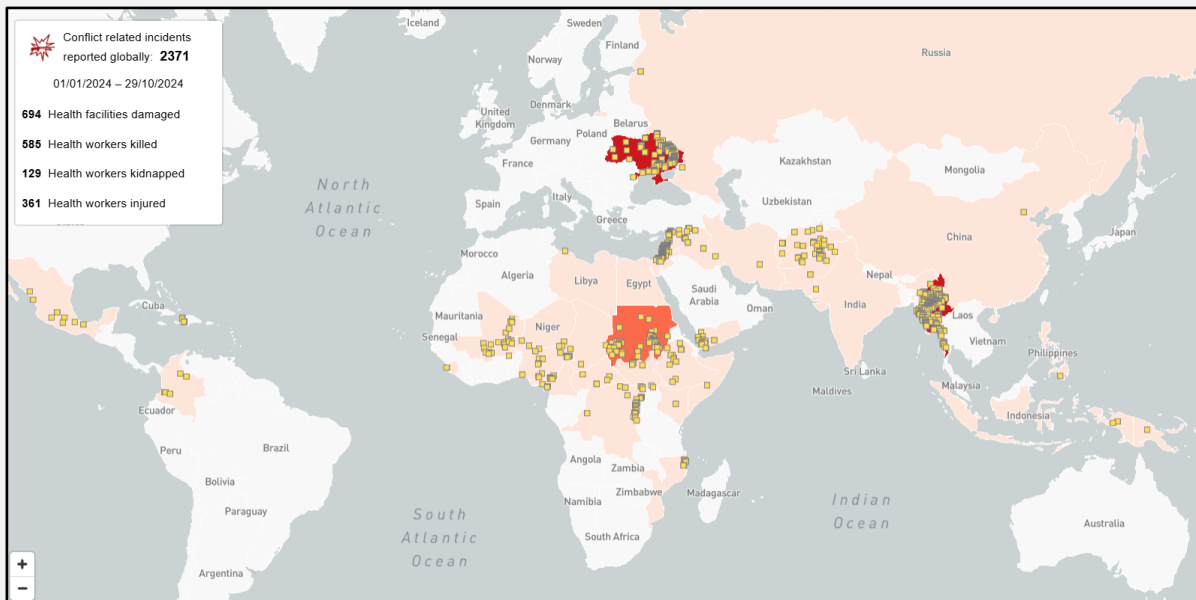 Conflict related incidents
reported globally: 2371
01/01/2024 – 29/10/2024
694 Health facilities damaged
585 Health workers killed
129 Health workers kidnapped
361 Health workers injured
Iceland
Sweden
Finland
Norway
Russia
United
Kingdom
Denmark
Belarus
Poland
Germany
France
Kazakhstan
Mongolia
North
Atlantic
Ocean
Spain
Italy
Greece
Uzbekistan
Japan
China
Morocco
Algeria
Libya
Egypt
Saudi
Arabia
Oman
Nepal
India
Laos
Vietnam
Cuba
Mauritania
Senegal
Niger
Philippines
Sri Lanka
Maldives
Malaysia
Indonesia
Ecuador
Peru
Brazil
Bolivia
Paraguay
Argentina
Angola
Zambia
Zimbabwe
Namibia
Madagascar
South Africa
South
Atlantic
Ocean
Indian
Ocean
Australia
+
−